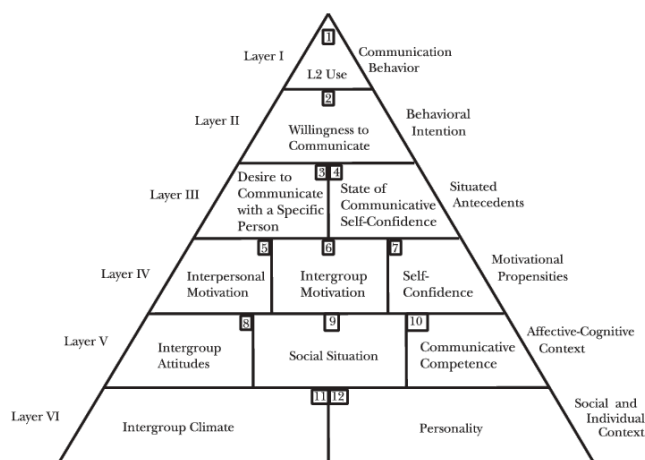 1
Layer I
Communication
Behavior
L2 Use
2
Layer II
Behavioral
Intention
Willingness to
Communicate
3 4
Layer III
Desire to
Communicate
with a Specific
Person
State of
Communicative
Self-Confidence
Situated
Antecedents
5 6 7
Layer IV
Interpersonal
Motivation
Intergroup
Motivation
Self-
Confidence
Motivational
Propensities
8 9 10
Layer V
Intergroup
Attitudes
Social Situation
Communicative
Competence
Affective-Cognitive
Context
11 12
Layer VI
Intergroup Climate
Personality
Social and
Individual
Context